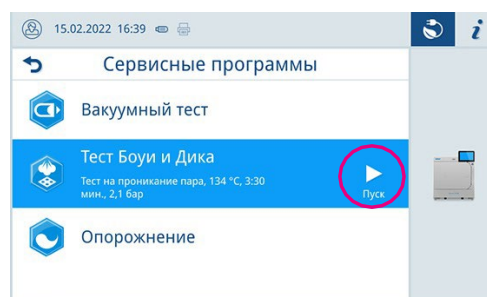 15.02.2022 16:39
i
Сервисные программы
Вакуумный тест
Тест Боуи и Дика
Тест на проникание пара, 134 °C, 3:30
мин., 2,1 бар
Пуск
Опорожнение